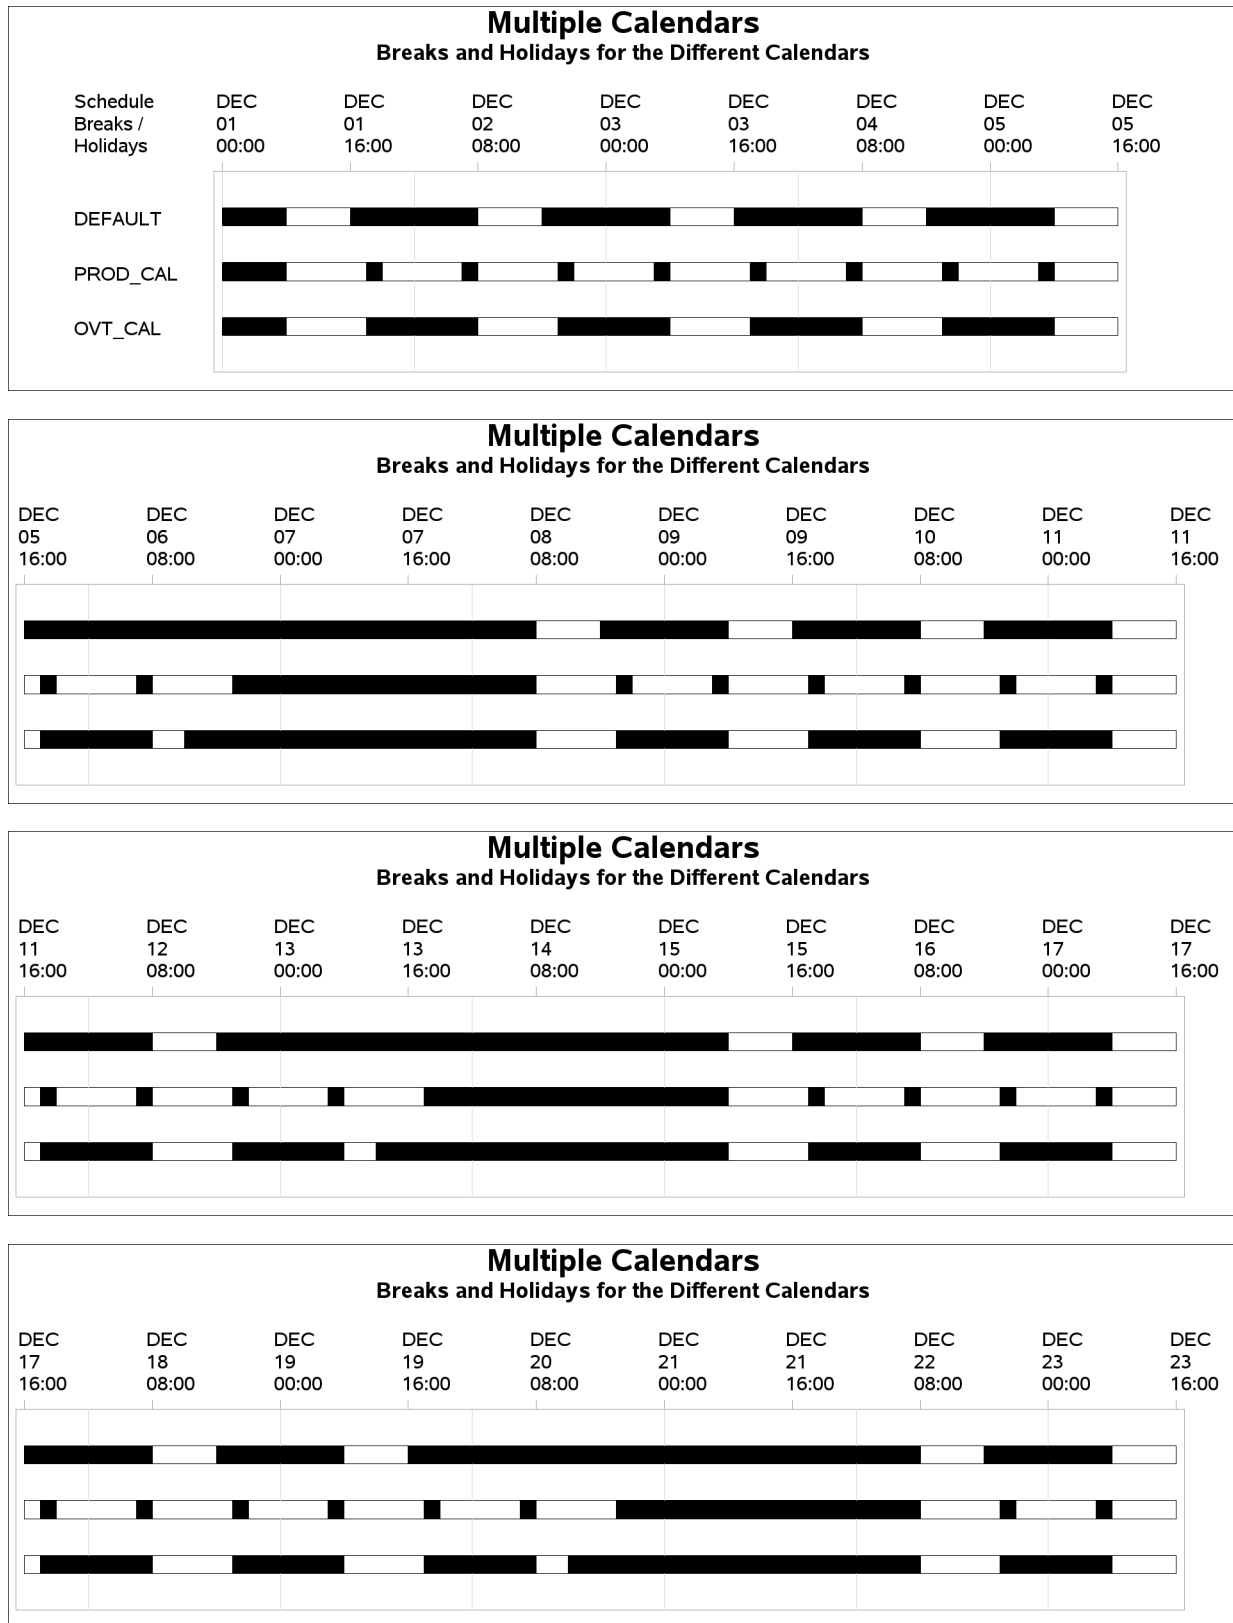 Multiple Calendars
Breaks and Holidays for the Different Calendars
Schedule DEC DEC DEC DEC DEC DEC DEC DEC
Breaks / 01 01 02 03 03 04 05 05
Holidays 00:00 16:00 08:00 00:00 16:00 08:00 00:00 16:00
DEFAULT
PROD_CAL
OVT_CAL
Multiple Calendars
Breaks and Holidays for the Different Calendars
DEC DEC DEC DEC DEC DEC DEC DEC DEC DEC
05 06 07 07 08 09 09 10 11 11
16:00 08:00 00:00 16:00 08:00 00:00 16:00 08:00 00:00 16:00
Multiple Calendars
Breaks and Holidays for the Different Calendars
DEC DEC DEC DEC DEC DEC DEC DEC DEC DEC
11 12 13 13 14 15 15 16 17 17
16:00 08:00 00:00 16:00 08:00 00:00 16:00 08:00 00:00 16:00
Multiple Calendars
Breaks and Holidays for the Different Calendars
DEC DEC DEC DEC DEC DEC DEC DEC DEC DEC
17 18 19 19 20 21 21 22 23 23
16:00 08:00 00:00 16:00 08:00 00:00 16:00 08:00 00:00 16:00